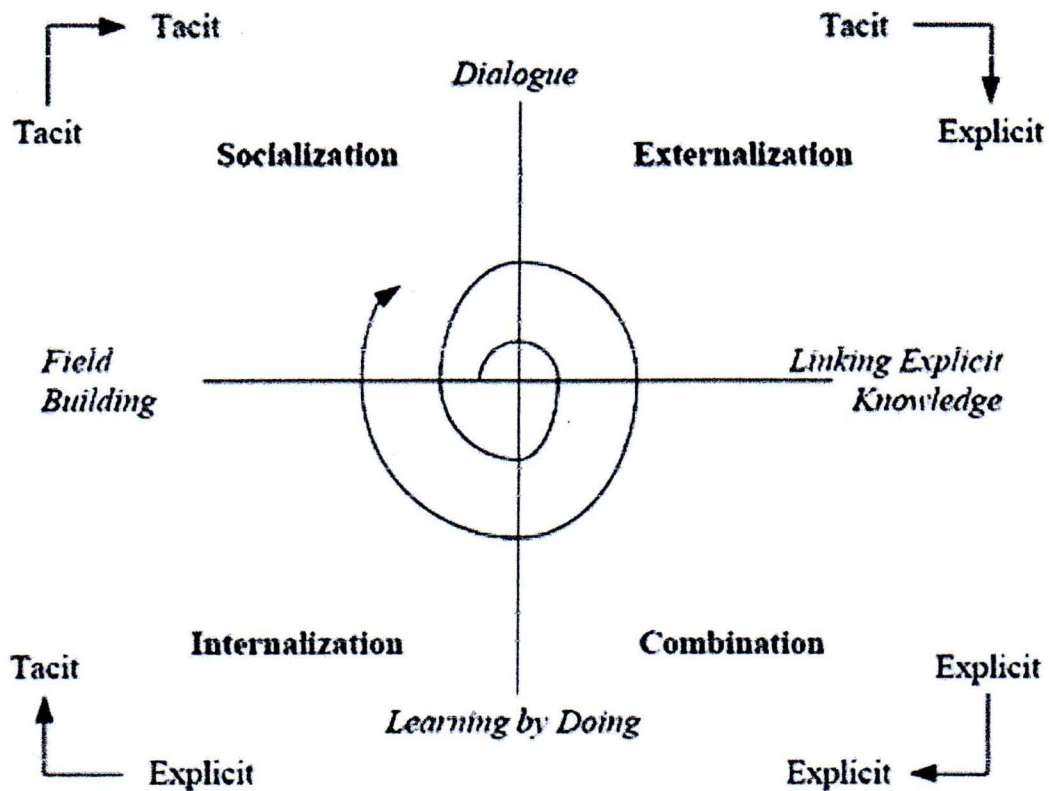 Tacit
Tacit
Dialogue
Tacit
Explicit
Socialization
Externalization
Field
Building
Linking Explicit
Knowledge
Internalization
Combination
Tacit
Explicit
Learning by Doing
Explicit
Explicit